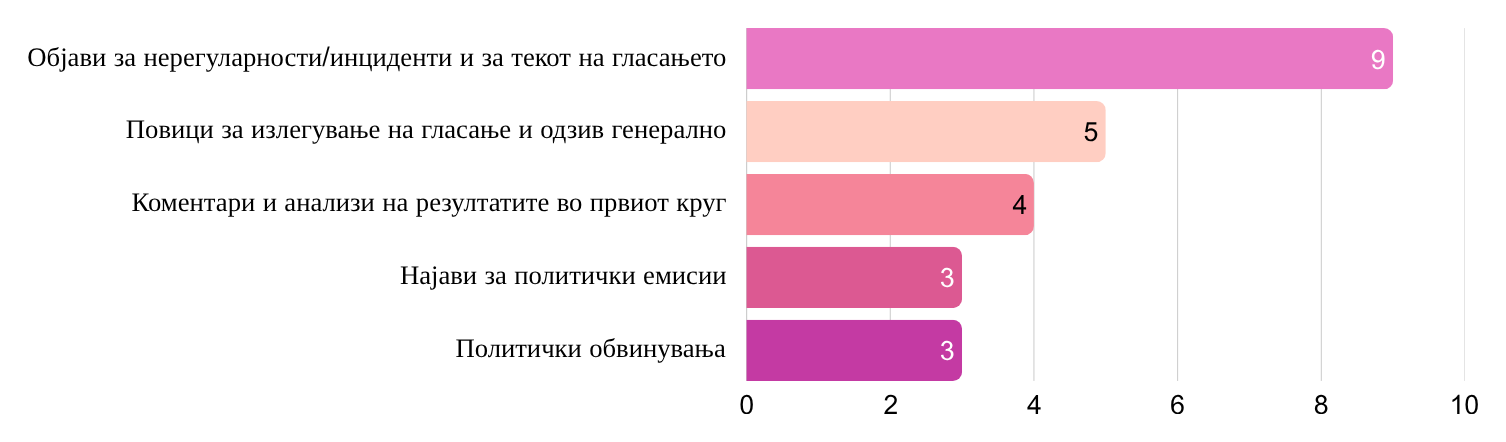 Објави за нерегуларности/инциденти и за текот на гласањето 9
Повици за излегување на гласање и одзив генерално 5
Коментари и анализи на резултатите во првиот круг 4
Најави за политички емисии 3
Политички обвинувања 3
0 2 4 6 8 10